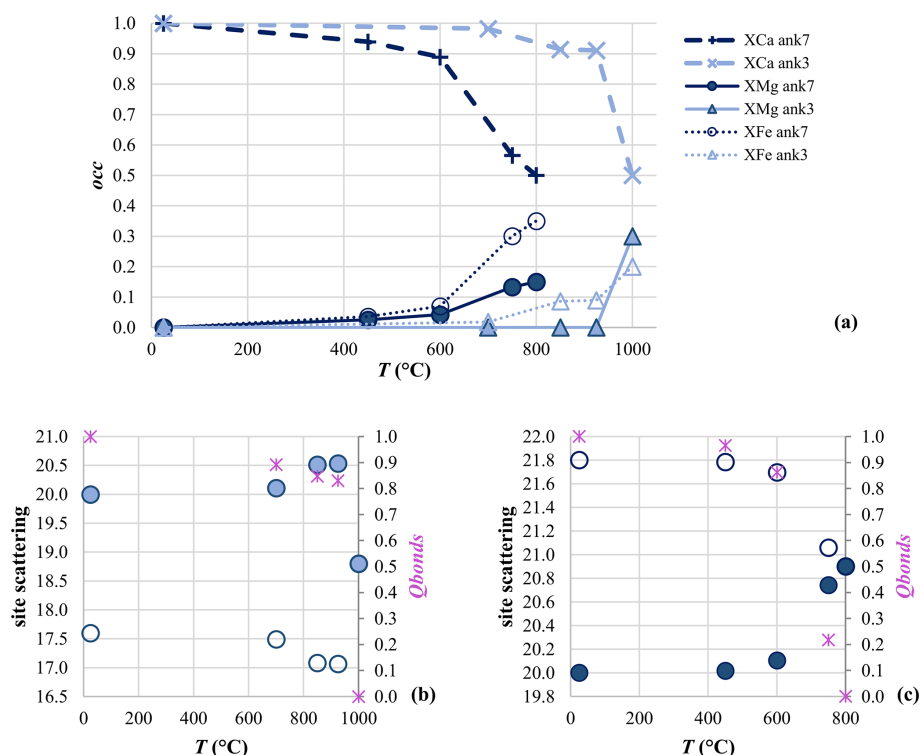 1.0
0.9
0.8
0.7
0.6
0.5
0.4
0.3
0.2
0.1
0.0
occ
0 200 400 600 800 1000
T (°C)
XCa ank7
XCa ank3
XMg ank7
XMg ank3
XFe ank7
XFe ank3
(a)
21.0
20.5
20.0
19.5
19.0
18.5
18.0
17.5
17.0
16.5
site scattering
1.0
0.9
0.8
0.7
0.6
0.5
0.4
0.3
0.2
0.1
0.0
Qbonds
(b)
0 200 400 600 800 1000
T (°C)
22.0
21.8
21.6
21.4
21.2
21.0
20.8
20.6
20.4
20.2
20.0
19.8
site scattering
1.0
0.9
0.8
0.7
0.6
0.5
0.4
0.3
0.2
0.1
0.0
Qbonds
(c)
0 200 400 600 800
T (°C)